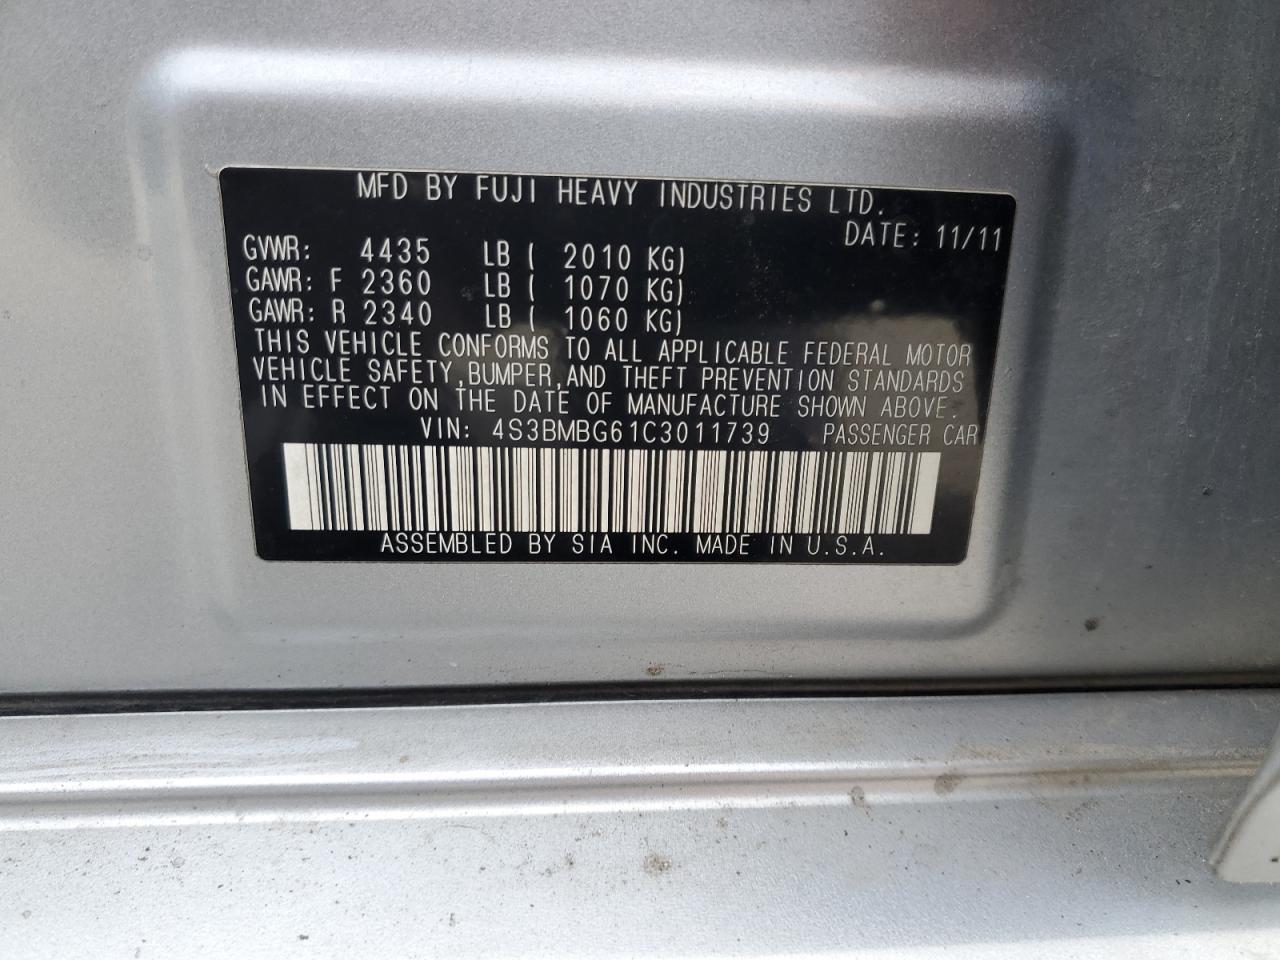 MFD BY FUJI HEAVY INDUSTRIES LTD.
DATE: 11/11
GVWR: 4435 LB ( 2010 KG)
GAWR: F 2360 LB ( 1070 KG)
GAWR: R 2340 LB ( 1060 KG)
THIS VEHICLE CONFORMS TO ALL APPLICABLE FEDERAL MOTOR
VEHICLE SAFETY,BUMPER,AND THEFT PREVENTION STANDARDS
IN EFFECT ON THE DATE OF MANUFACTURE SHOWN ABOVE.
VIN: 4S3BMBG61C3011739 PASSENGER CAR
ASSEMBLED BY SIA INC. MADE IN U.S.A.